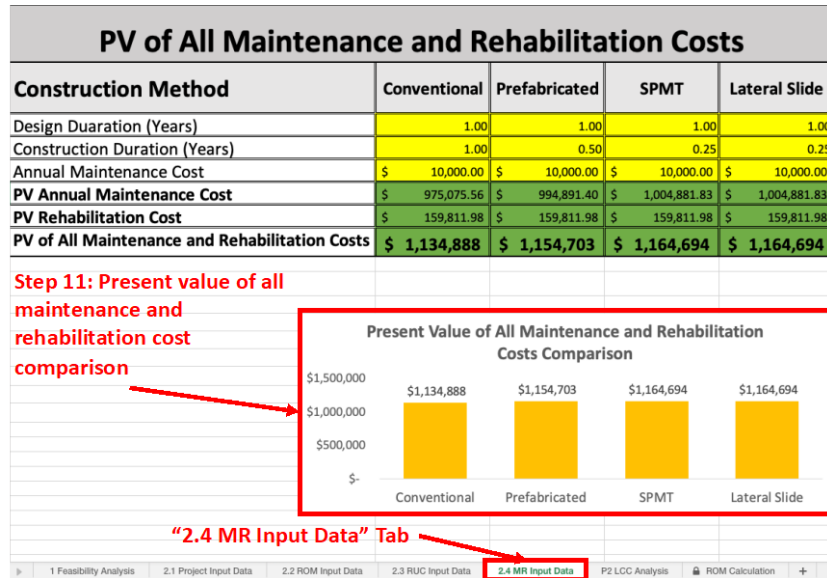 PV of All Maintenance and Rehabilitation Costs
Construction Method Conventional Prefabricated SPMT Lateral Slide
Design Duaration (Years) 1.00 1.00 1.00 1.00
Construction Duration (Years) 1.00 0.50 0.25 0.25
Annual Maintenance Cost $ 10,000.00 $ 10,000.00 $ 10,000.00 $ 10,000.00
PV Annual Maintenance Cost $ 975,075.56 $ 994,891.40 $ 1,004,881.83 $ 1,004,881.83
PV Rehabilitation Cost $ 159,811.98 $ 159,811.98 $ 159,811.98 $ 159,811.98
PV of All Maintenance and Rehabilitation Costs $ 1,134,888 $ 1,154,703 $ 1,164,694 $ 1,164,694
Step 11: Present value of all
maintenance and
rehabilitation cost
comparison
Present Value of All Maintenance and Rehabilitation
Costs Comparison
$1,500,000
$1,000,000
$500,000
$-
$1,134,888 $1,154,703 $1,164,694 $1,164,694
Conventional Prefabricated SPMT Lateral Slide
“2.4 MR Input Data” Tab
1 Feasibility Analysis 2.1 Project Input Data 2.2 ROM Input Data 2.3 RUC Input Data 2.4 MR Input Data P2 LCC Analysis ROM Calculation +